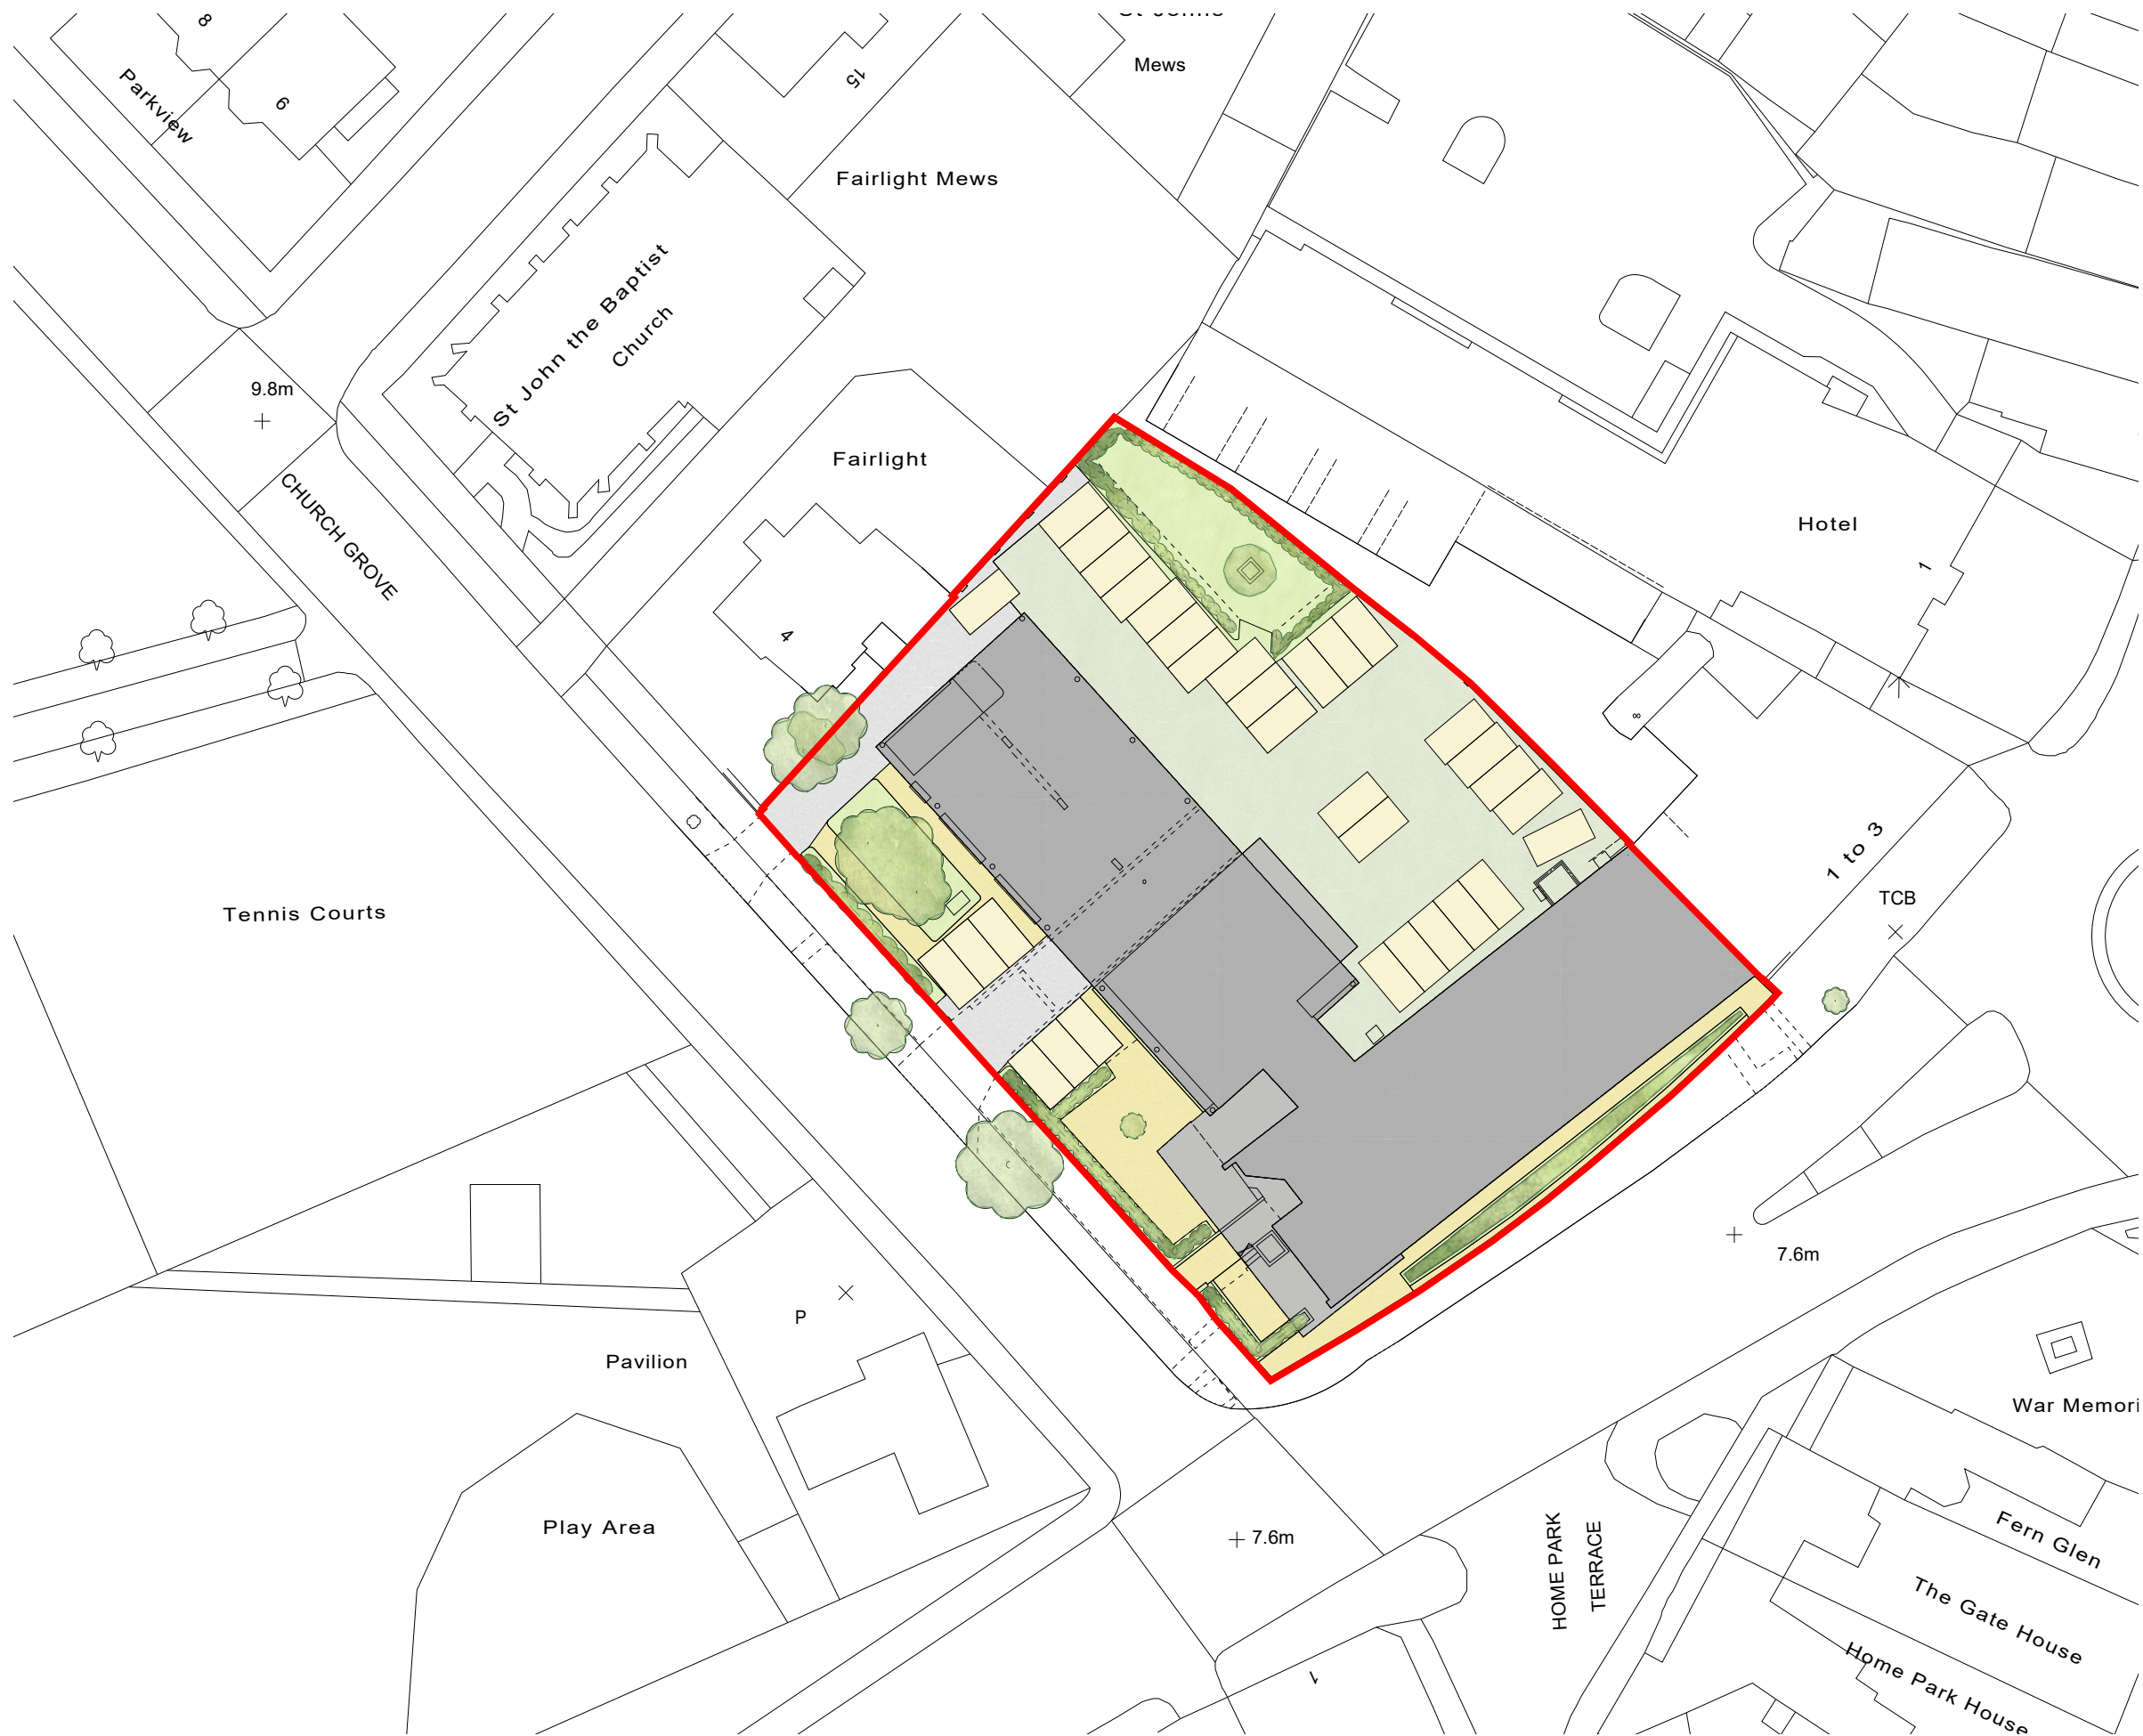 8
Parkview
6
15
Mews
Fairlight Mews
St John the Baptist
Church
9.8m
CHURCH GROVE
Fairlight
4
Hotel
1
8
1 to 3
TCB
Tennis Courts
7.6m
P
Pavilion
War Memori
Play Area
7.6m
HOME PARK
TERRACE
Fern Glen
The Gate House
Home Park House
1